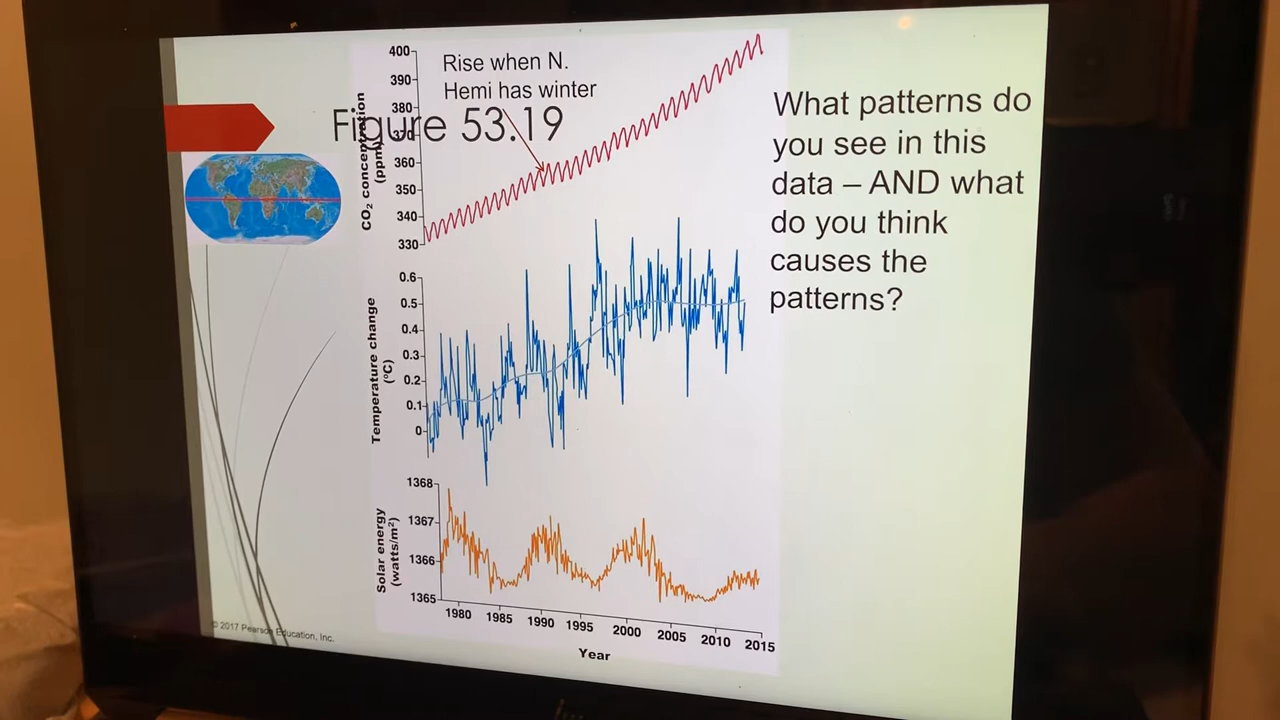 Figure 53.19
Rise when N.
Hemi has winter
CO₂ concentration
(ppm)
400
390
380
370
360
350
340
330
Temperature change
(°C)
0.6
0.5
0.4
0.3
0.2
0.1
0
Solar energy
(watts/m²)
1368
1367
1366
1365
1980 1985 1990 1995 2000 2005 2010 2015
Year
What patterns do
you see in this
data – AND what
do you think
causes the
patterns?
© 2017 Pearson Education, Inc.